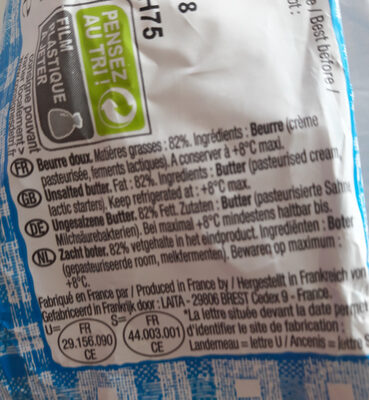 PENSEZ
AU TRI !
FILM
PLASTIQUE
À JETER
H75
8
/ Best before /
FR Beurre doux. Matières grasses : 82%. Ingrédients : Beurre (crème
pasteurisée, ferments lactiques). A conserver à +8°C maxi.
GB Unsalted butter. Fat : 82%. Ingredients : Butter (pasteurised cream,
lactic starters). Keep refrigerated at : +8°C max.
DE Ungesalzene Butter. 82% Fett. Zutaten : Butter (pasteurisierte Sahne
Milchsäurebakterien). Bei maximal +8°C mindestens haltbar bis.
NL Zacht boter. 82% vetgehalte in het eindproduct. Ingrediënten : Boter
(gepasteuriseerde room, melkfermenten). Bewaren op maximum :
+8°C.
Fabriqué en France par / Produced in France by / Hergestellt in Frankreich von
Gefabriceerd in Frankrijk door : LAÏTA - 29806 BREST Cedex 9 - France.
U= FR 29.156.090 CE S= FR 44.003.001 CE
*La lettre située devant la date permet
d'identifier le site de fabrication :
Landerneau = lettre U / Ancenis = lettre S